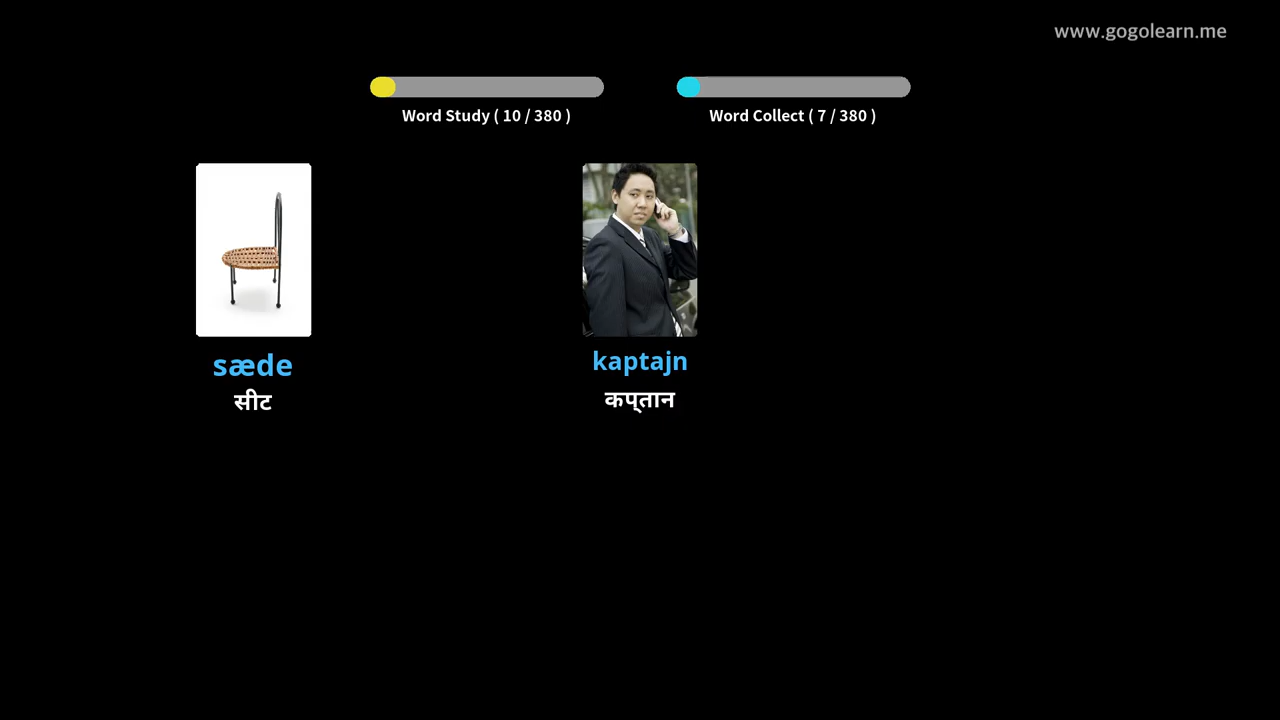 www.gogolearn.me
Word Study ( 10 / 380 )
Word Collect ( 7 / 380 )
sæde
सीट
kaptajn
कप्तान